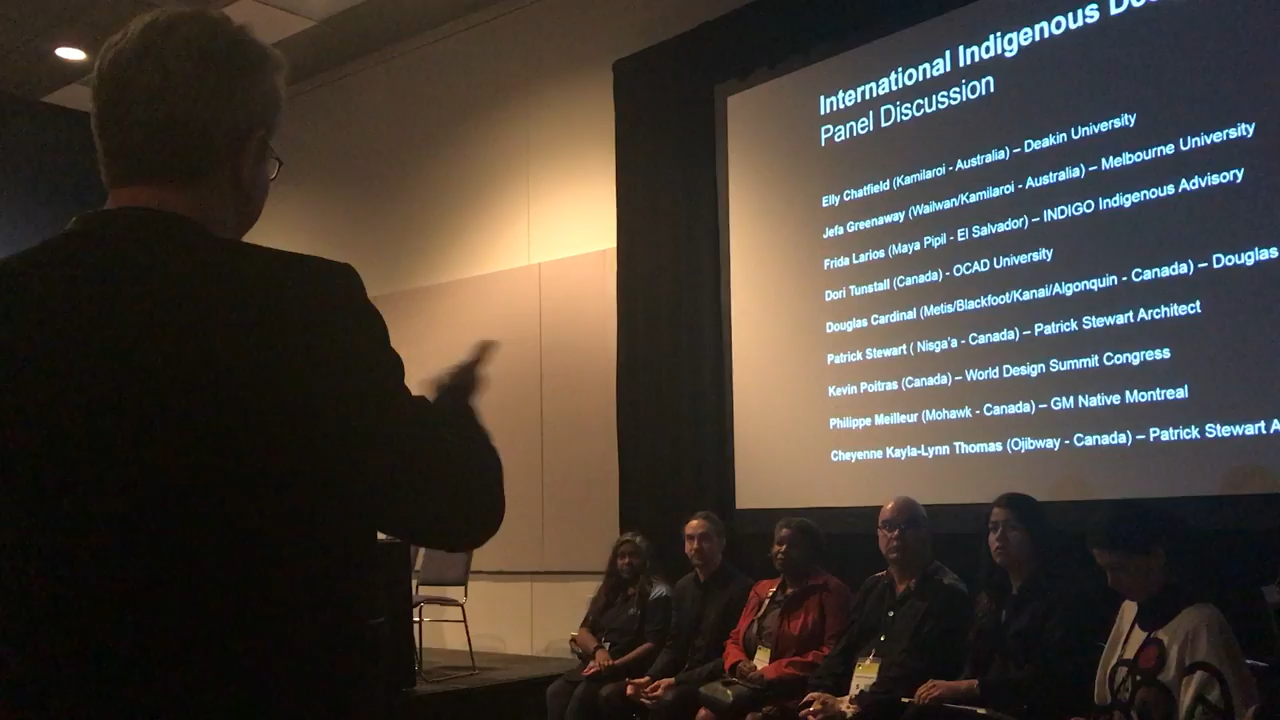 International Indigenous
Panel Discussion
Elly Chatfield (Kamilaroi - Australia) – Deakin University
Jefa Greenaway (Wailwan/Kamilaroi - Australia) – Melbourne University
Frida Larios (Maya Pipil - El Salvador) – INDIGO Indigenous Advisory
Dori Tunstall (Canada) - OCAD University
Douglas Cardinal (Metis/Blackfoot/Kanai/Algonquin - Canada) – Douglas
Patrick Stewart ( Nisga'a - Canada) – Patrick Stewart Architect
Kevin Poitras (Canada) – World Design Summit Congress
Philippe Meilleur (Mohawk - Canada) – GM Native Montreal
Cheyenne Kayla-Lynn Thomas (Ojibway - Canada) – Patrick Stewart A